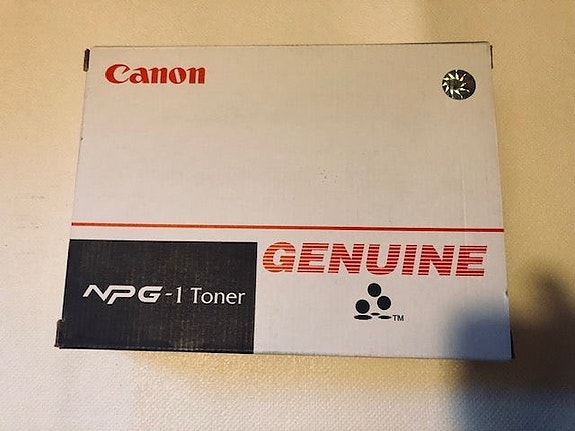 Canon
GENUINE
NPG-1 Toner
TM